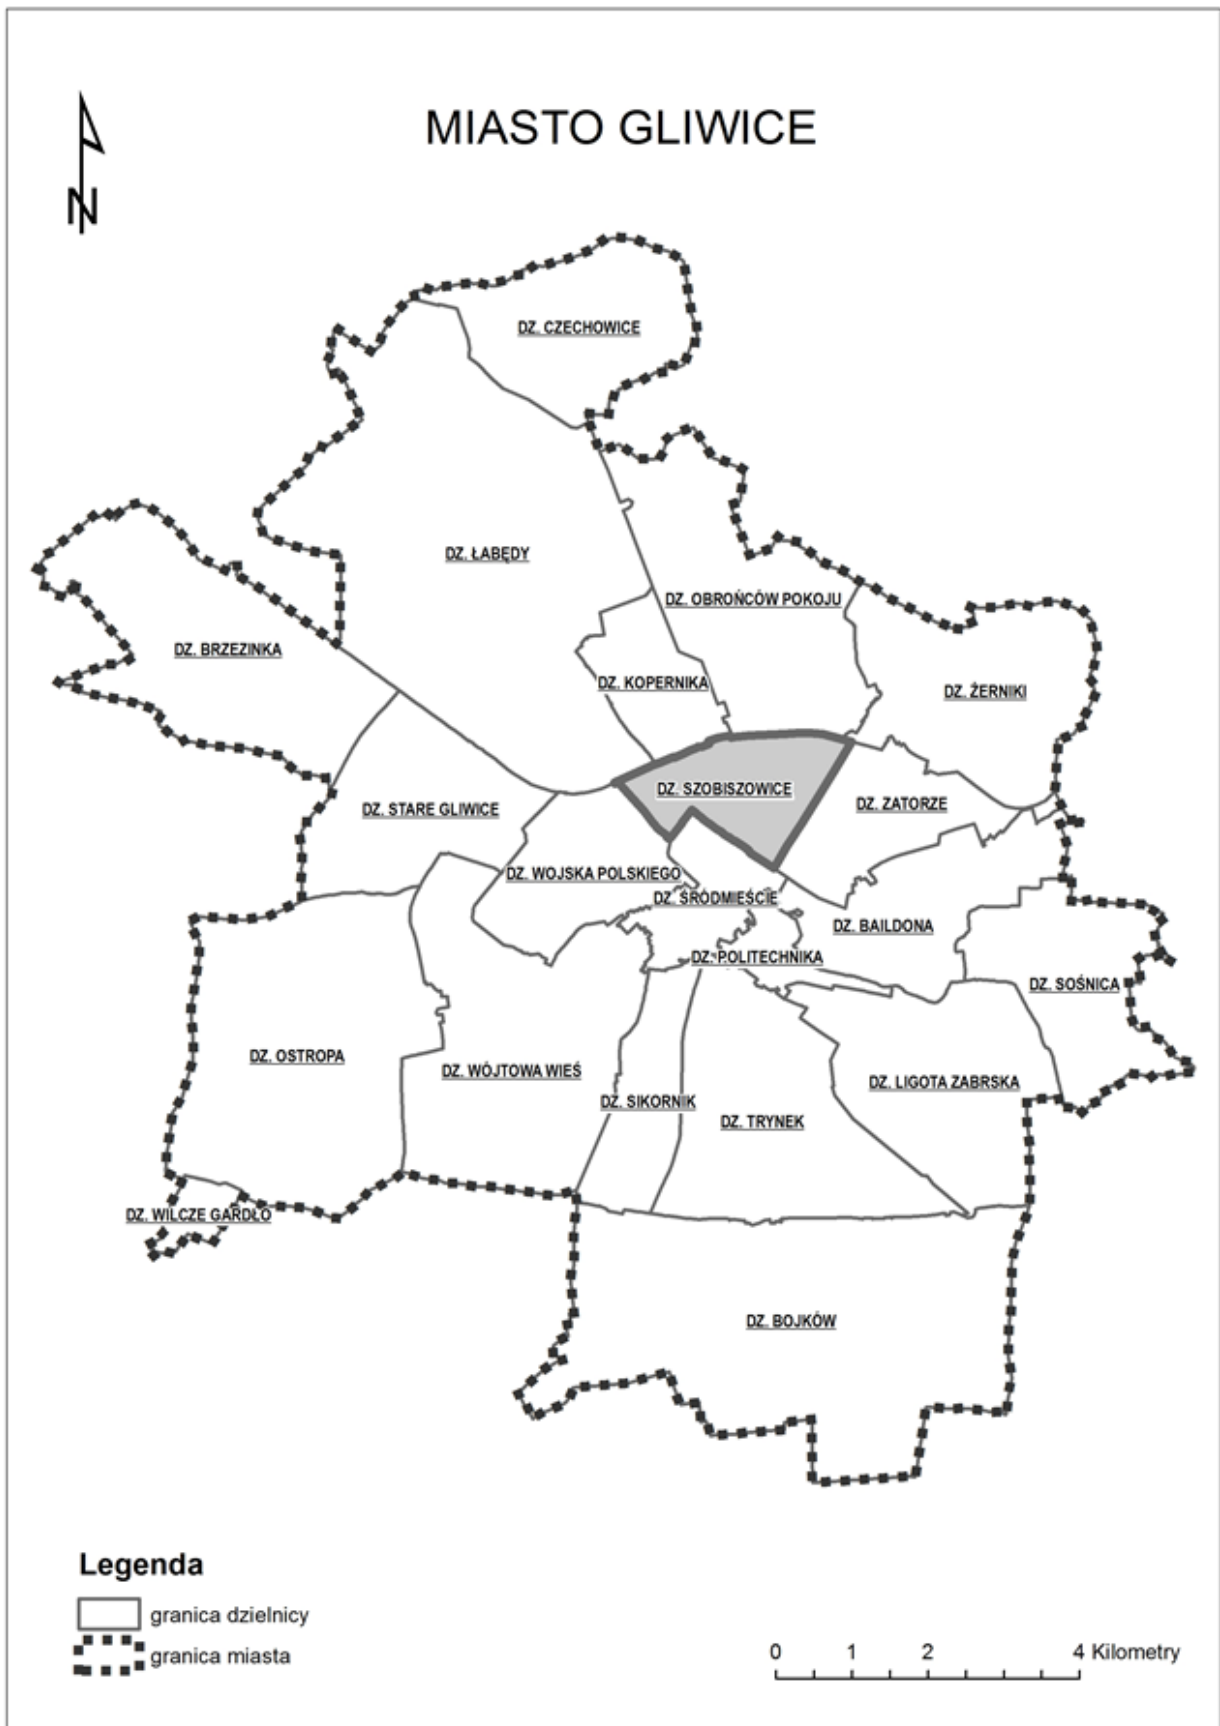 MIASTO GLIWICE
N
DZ. CZECHOWICE
DZ. ŁABĘDY
DZ. OBROŃCÓW POKOJU
DZ. BRZEZINKA
DZ. KOPERNIKA
DZ. ŻERNIKI
DZ. SZOBISZOWICE
DZ. STARE GLIWICE
DZ. ZATORZE
DZ. WOJSKA POLSKIEGO
DZ. ŚRÓDMIEŚCIE
DZ. BAILDONA
DZ. POLITECHNIKA
DZ. SOŚNICA
DZ. OSTROPA
DZ. WÓJTOWA WIEŚ
DZ. LIGOTA ZABRSKA
DZ. SIKORNIK
DZ. TRYNEK
DZ. WILCZE GARDŁO
DZ. BOJKÓW
Legenda
granica dzielnicy
granica miasta
0 1 2 4 Kilometry